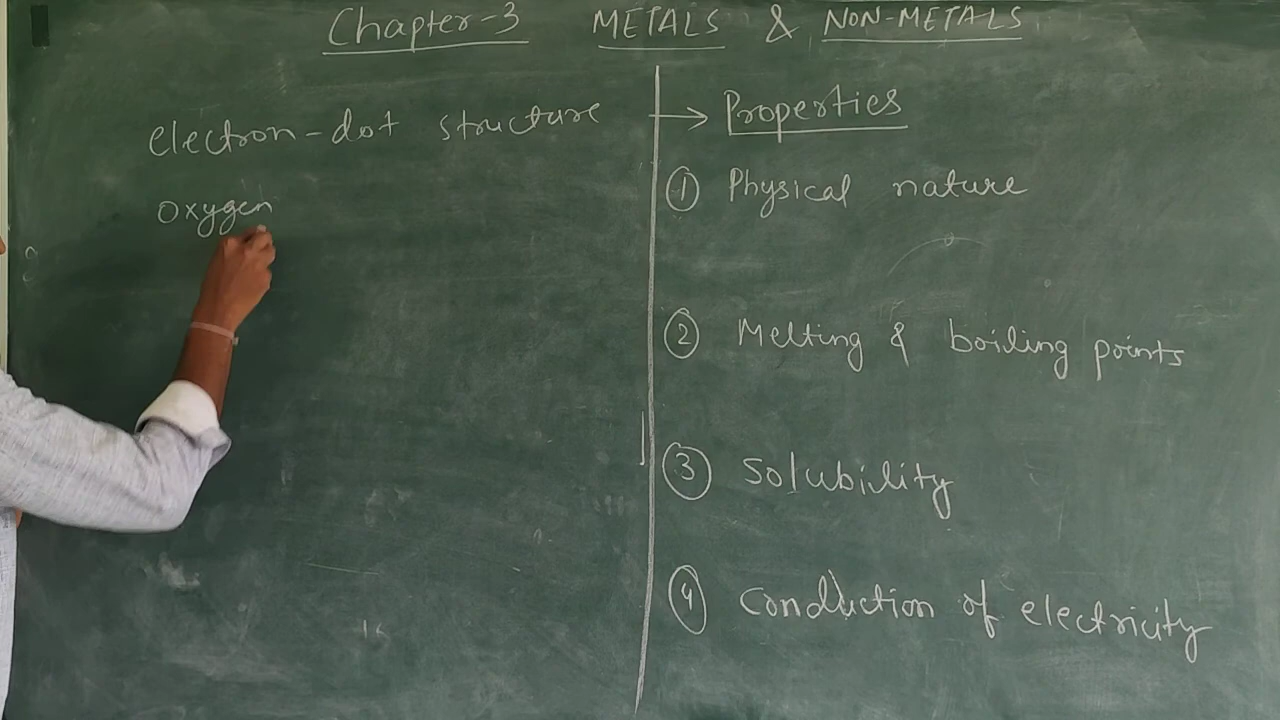 Chapter-3 METALS & NON-METALS
electron-dot structure
oxygen
→ Properties
① Physical nature
② Melting & boiling points
③ Solubility
④ Conduction of electricity